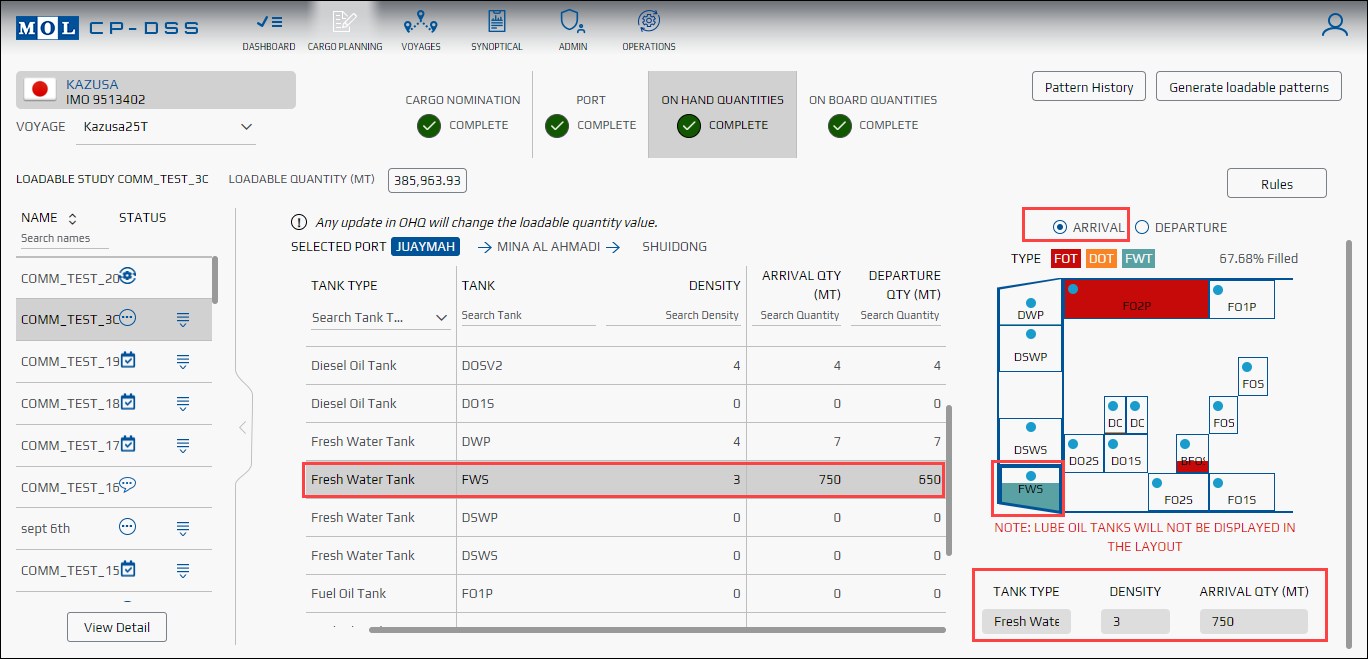 MOL CP-DSS
DASHBOARD CARGO PLANNING VOYAGES SYNOPTICAL ADMIN OPERATIONS
KAZUSA
IMO 9513402
VOYAGE Kazusa25T
CARGO NOMINATION
COMPLETE
PORT
COMPLETE
ON HAND QUANTITIES
COMPLETE
ON BOARD QUANTITIES
COMPLETE
Pattern History
Generate loadable patterns
LOADABLE STUDY COMM_TEST_3C LOADABLE QUANTITY (MT) 385,963.93
Rules
NAME STATUS
Search names
COMM_TEST_20
COMM_TEST_3C
COMM_TEST_19
COMM_TEST_18
COMM_TEST_17
COMM_TEST_16
sept 6th
COMM_TEST_15
View Detail
Any update in OHQ will change the loadable quantity value.
SELECTED PORT JUAYMAH MINA AL AHMADI SHUIDONG
TANK TYPE TANK DENSITY ARRIVAL QTY (MT) DEPARTURE QTY (MT)
Search Tank T... Search Tank Search Density Search Quantity Search Quantity
Diesel Oil Tank DOSV2 4 4 4
Diesel Oil Tank DO1S 0 0 0
Fresh Water Tank DWP 4 7 7
Fresh Water Tank FWS 3 750 650
Fresh Water Tank DSWP 0 0 0
Fresh Water Tank DSWS 0 0 0
Fuel Oil Tank FO1P 0 0 0
ARRIVAL DEPARTURE
TYPE FOT DOT FWT 67.68% Filled
DWP FO2P FO1P
DSWP
FOS
DC DC FOS
DSWS DO2S DO1S BFO
FWS FO2S FO1S
NOTE: LUBE OIL TANKS WILL NOT BE DISPLAYED IN
THE LAYOUT
TANK TYPE DENSITY ARRIVAL QTY (MT)
Fresh Wate 3 750